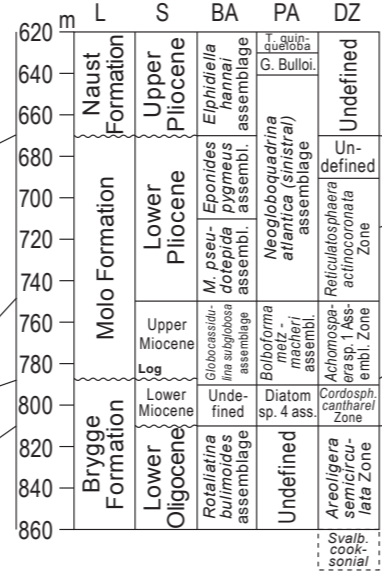 m L S BA PA DZ
620
640
660
680
700
720
740
760
780
800
820
840
860
Naust
Formation
Molo Formation
Brygge
Formation
Upper
Pliocene
Lower
Pliocene
Upper
Miocene
Log
Lower
Miocene
Lower
Oligocene
Elphidiella
hannai
assemblage
Eponides
pygmeus
assembl.
M. pseu-
dotepida
assembl.
Globocassidu-
lina subglobosa
assemblage
Unde-
fined
Rotaliatina
bulimoides
assemblage
T. quin-
queloba
G. Bulloi.
Neogloboquadrina
atlantica (sinistral)
assemblage
Bolboforma
metz-
macheri
assembl.
Diatom
sp. 4 ass.
Undefined
Undefined
Un-
defined
Reticulatosphaera
actinocoronata
Zone
Achomospa-
era sp. 1 Ass-
embl. Zone
Cordosph.
cantharel
Zone
Areoligera
semicircu-
lata Zone
Svalb.
cook-
sonial